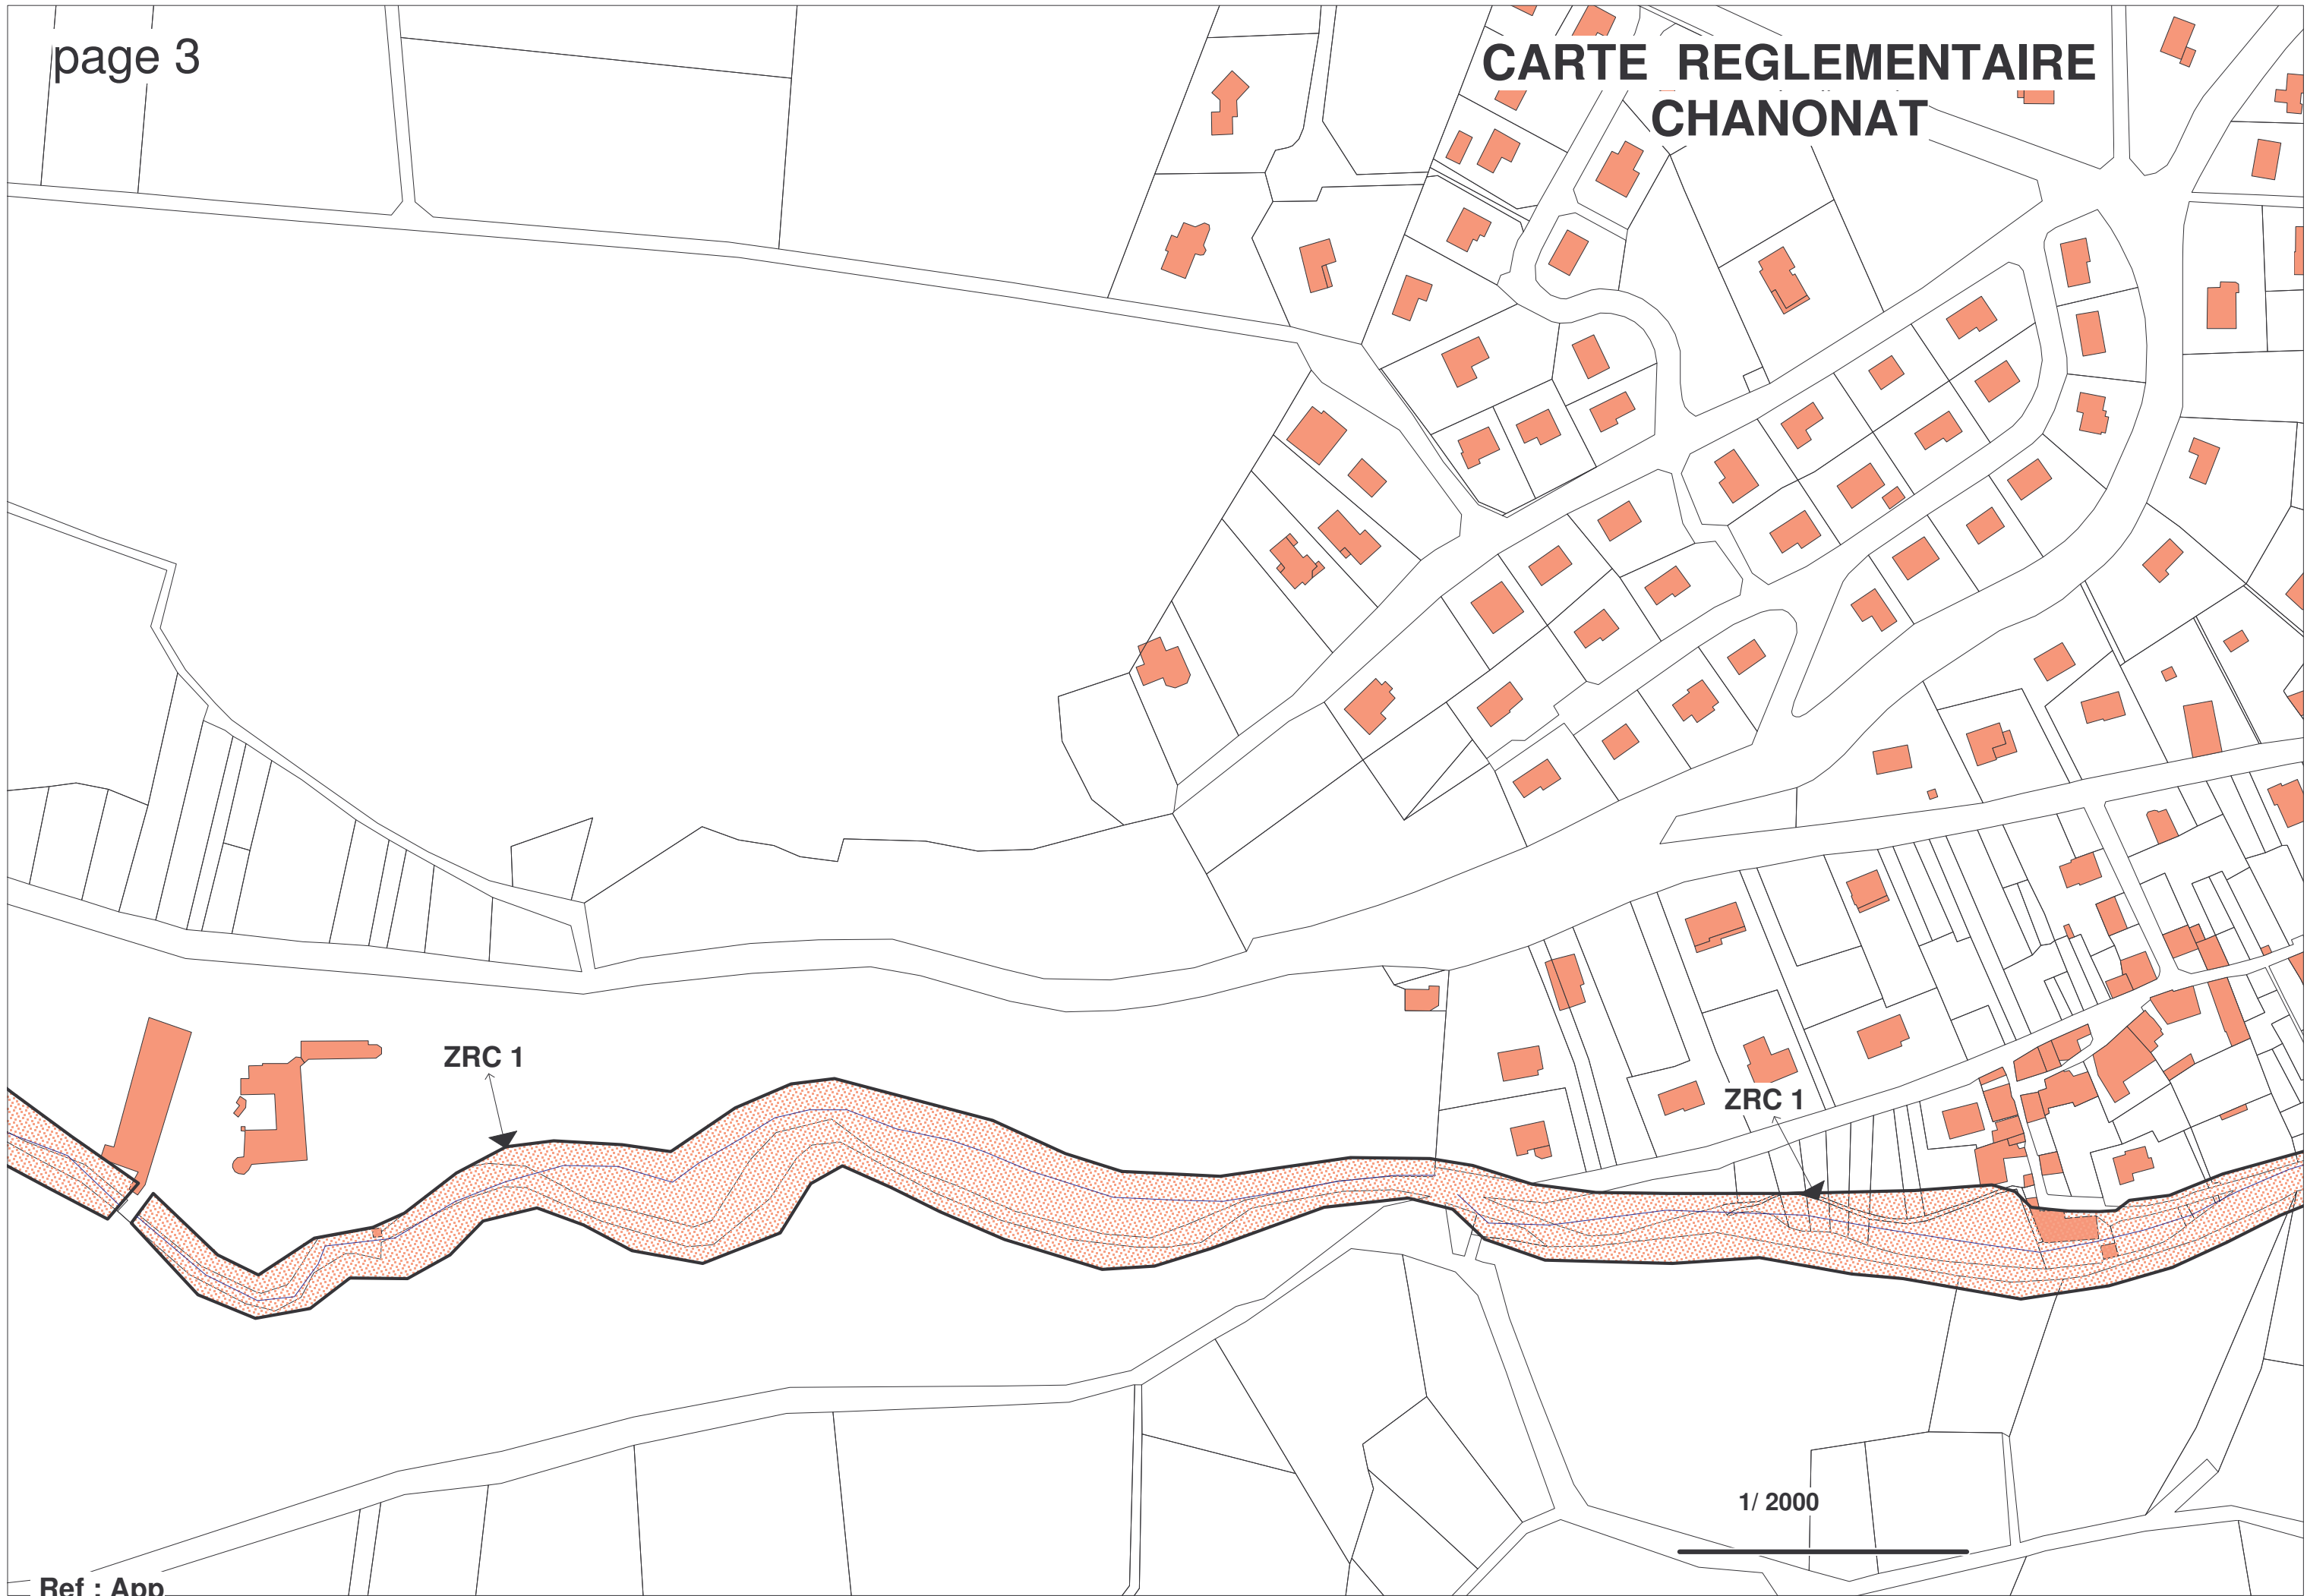 page 3
CARTE REGLEMENTAIRE
CHANONAT
ZRC 1
ZRC 1
1/ 2000
Ref : App